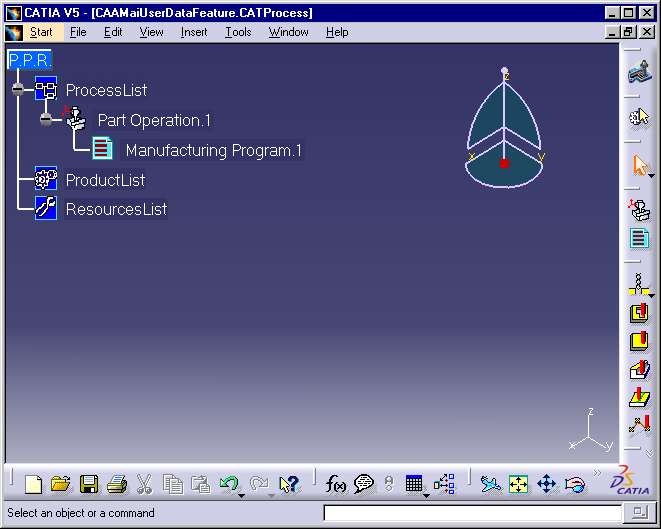 CATIA V5 - [CAAMaiUserDataFeature.CATProcess]
Start File Edit View Insert Tools Window Help
P.P.R.
ProcessList
Part Operation.1
Manufacturing Program.1
ProductList
ResourcesList
z
x y
z
x y
f(x)
CATIA
Select an object or a command